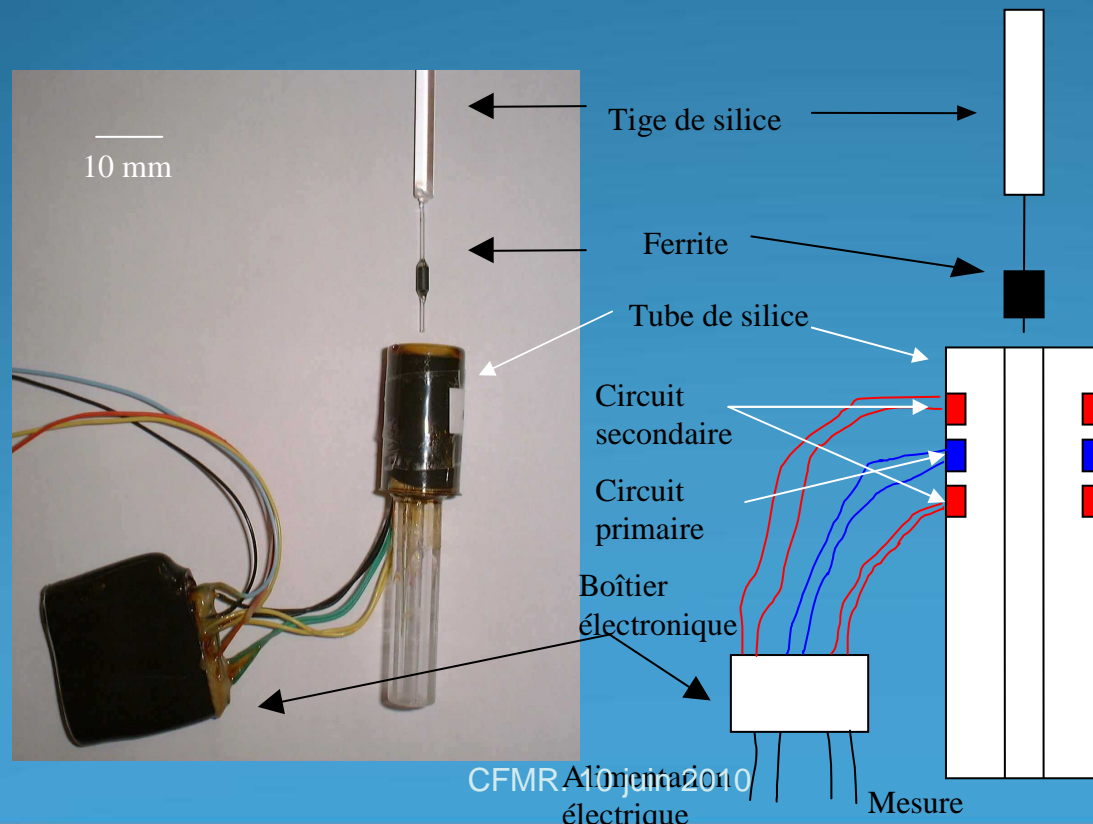 10 mm
Tige de silice
Ferrite
Tube de silice
Circuit
secondaire
Circuit
primaire
Boîtier
électronique
CFMR. 10 juin 2010
Alimentation
électrique
Mesure